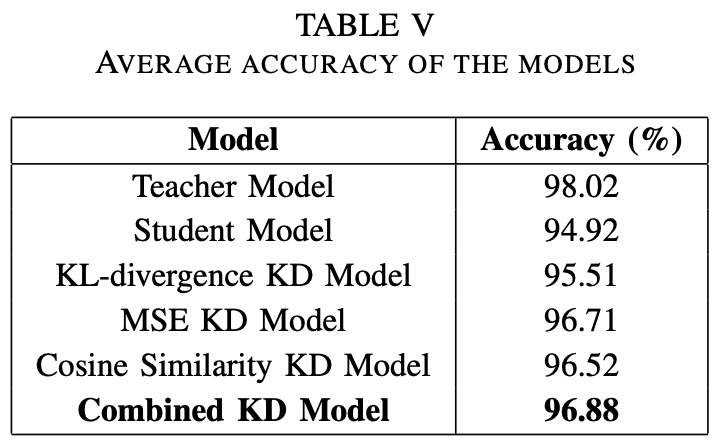 TABLE V
AVERAGE ACCURACY OF THE MODELS
Model Accuracy (%)
Teacher Model 98.02
Student Model 94.92
KL-divergence KD Model 95.51
MSE KD Model 96.71
Cosine Similarity KD Model 96.52
Combined KD Model 96.88